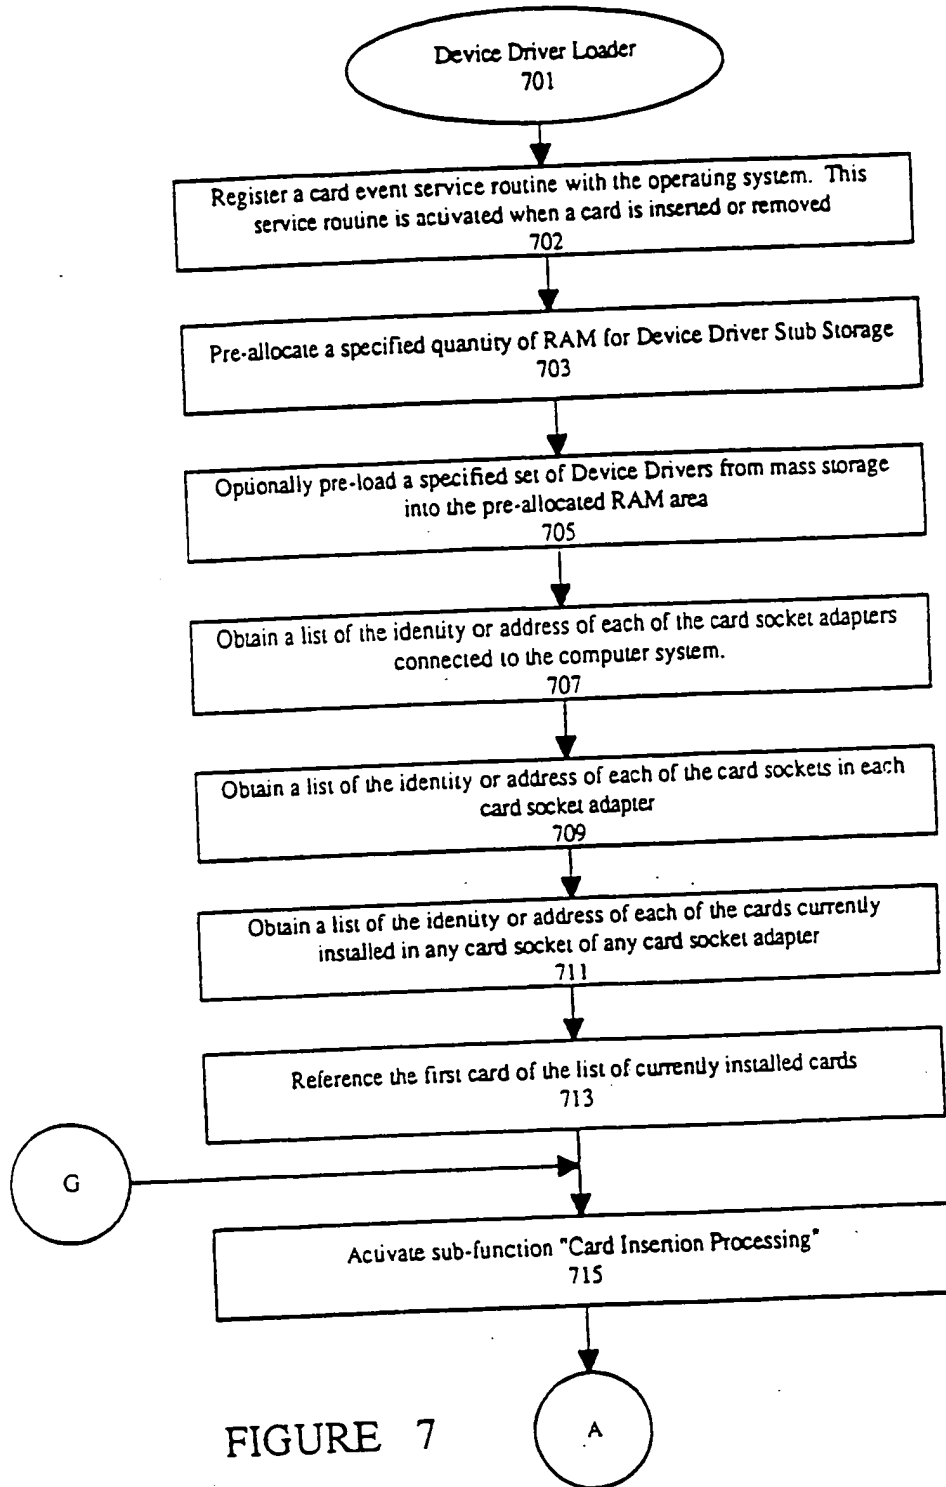 Device Driver Loader
701
Register a card event service routine with the operating system. This
service routine is activated when a card is inserted or removed
702
Pre-allocate a specified quantity of RAM for Device Driver Stub Storage
703
Optionally pre-load a specified set of Device Drivers from mass storage
into the pre-allocated RAM area
705
Obtain a list of the identity or address of each of the card socket adapters
connected to the computer system.
707
Obtain a list of the identity or address of each of the card sockets in each
card socket adapter
709
Obtain a list of the identity or address of each of the cards currently
installed in any card socket of any card socket adapter
711
Reference the first card of the list of currently installed cards
713
G
Activate sub-function "Card Insertion Processing"
715
A
FIGURE 7